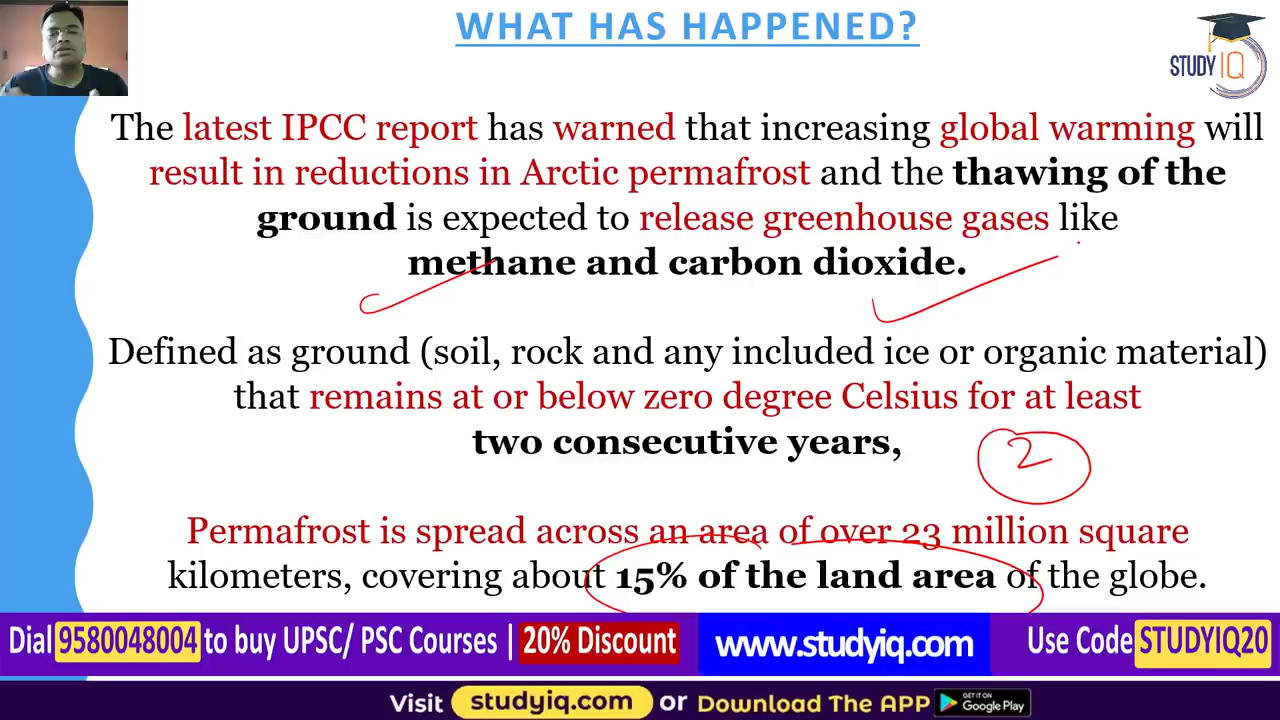 WHAT HAS HAPPENED?
STUDY IQ
The latest IPCC report has warned that increasing global warming will
result in reductions in Arctic permafrost and the thawing of the
ground is expected to release greenhouse gases like
methane and carbon dioxide.
Defined as ground (soil, rock and any included ice or organic material)
that remains at or below zero degree Celsius for at least
two consecutive years,
2
Permafrost is spread across an area of over 23 million square
kilometers, covering about 15% of the land area of the globe.
Dial 9580048004 to buy UPSC/ PSC Courses | 20% Discount
www.studyiq.com
Use Code STUDYIQ20
Visit studyiq.com or Download The APP GET IT ON Google Play